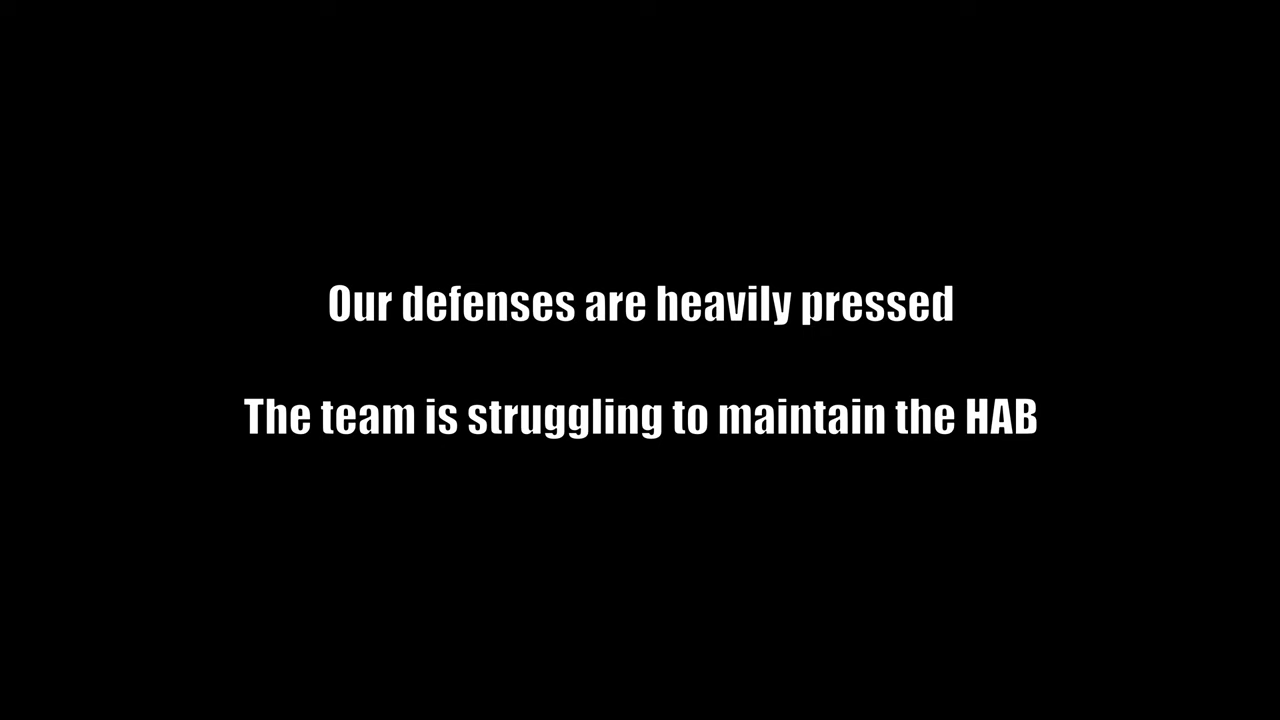 Our defenses are heavily pressed
The team is struggling to maintain the HAB